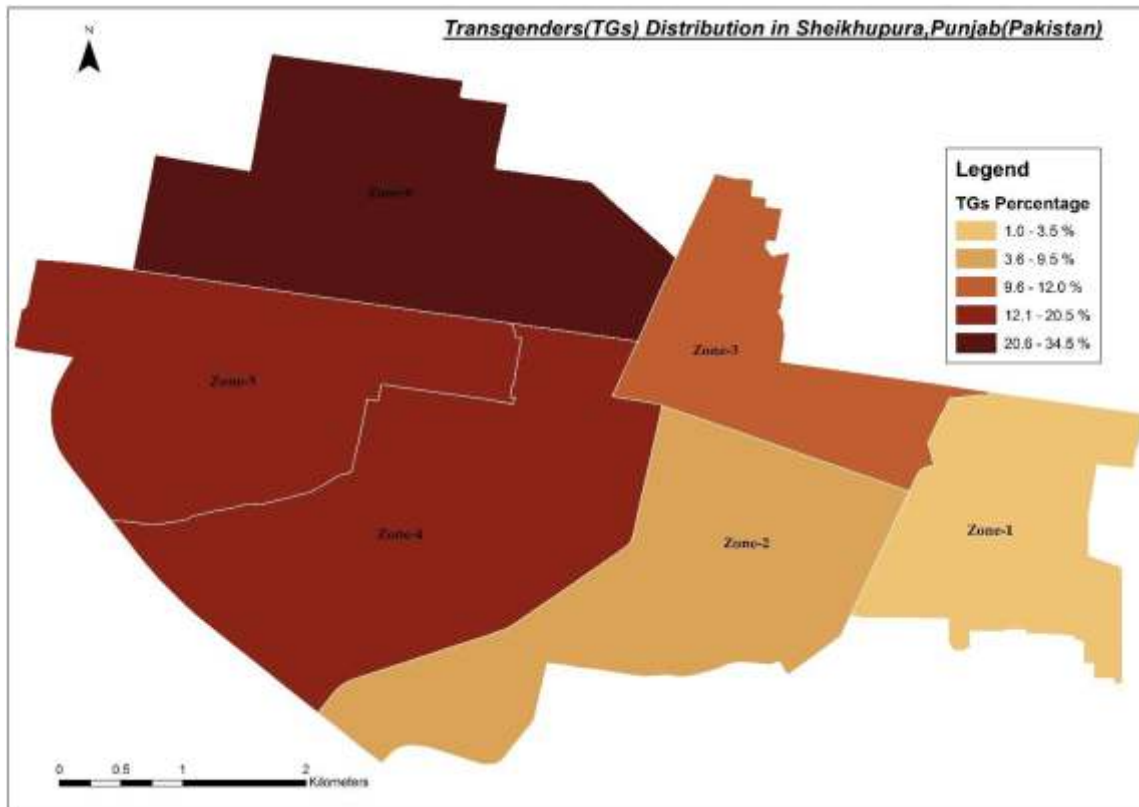 Transgenders(TGs) Distribution in Sheikhupura,Punjab(Pakistan)
N
Legend
TGs Percentage
1.0 - 3.5 %
3.6 - 9.5 %
9.6 - 12.0 %
12.1 - 20.5 %
20.6 - 34.5 %
Zone-6
Zone-3
Zone-5
Zone-4
Zone-2
Zone-1
0 0.5 1 2
Kilometers